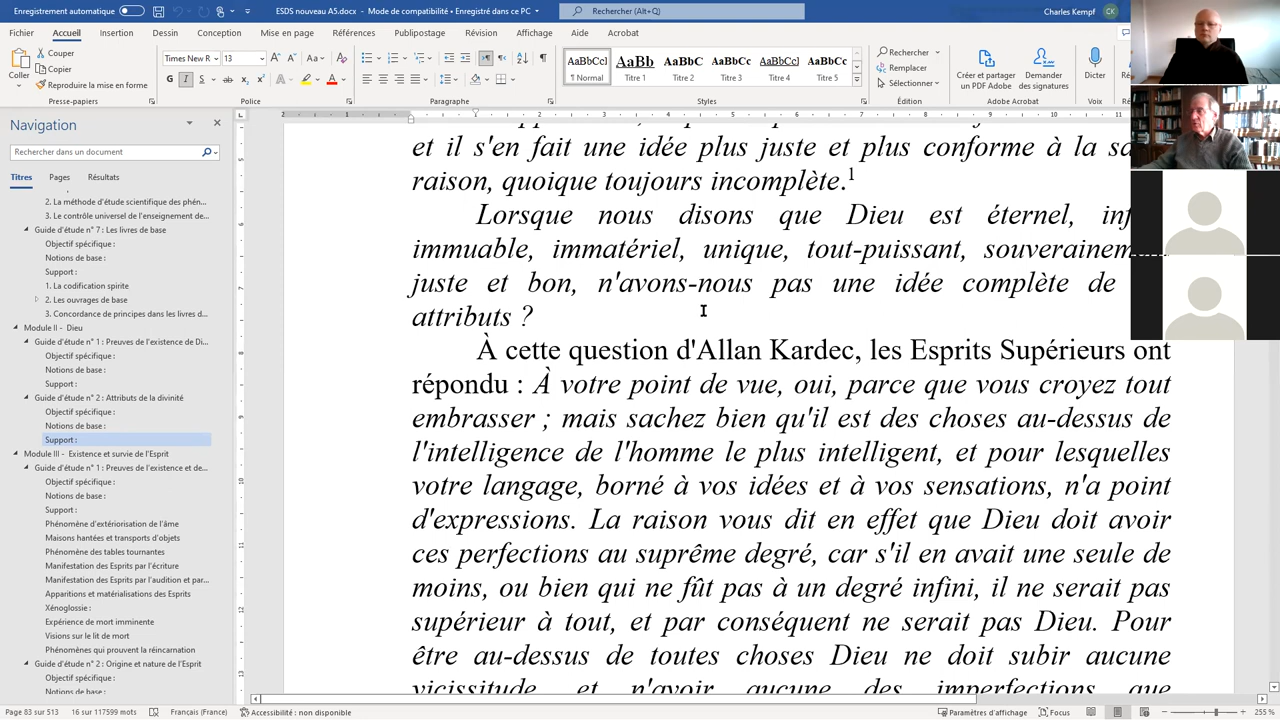 Enregistrement automatique
ESDS nouveau A5.docx - Mode de compatibilité • Enregistré dans ce PC
Rechercher (Alt+Q)
Charles Kempf
CK
Fichier Accueil Insertion Dessin Conception Mise en page Références Publipostage Révision Affichage Aide Acrobat
Coller
Couper
Copier
Reproduire la mise en forme
Presse-papiers
Times New R 13
G I S ab x₂ x²
Police
Paragraphe
AaBbCcI AaBb AaBbC AaBbCc AaBbCcI AaBbCc
¶ Normal Titre 1 Titre 2 Titre 3 Titre 4 Titre 5
Styles
Rechercher
Remplacer
Sélectionner
Édition
Créer et partager
un PDF Adobe
Demander
des signatures
Adobe Acrobat
Dicter
Voix
Navigation
Rechercher dans un document
Titres Pages Résultats
2. La méthode d'étude scientifique des phén...
3. Le contrôle universel de l'enseignement de...
Guide d'étude n° 7 : Les livres de base
Objectif spécifique :
Notions de base :
Support :
1. La codification spirite
2. Les ouvrages de base
3. Concordance de principes dans les livres d...
Module II - Dieu
Guide d'étude n° 1 : Preuves de l'existence de Di...
Objectif spécifique :
Notions de base :
Support :
Guide d'étude n° 2 : Attributs de la divinité
Objectif spécifique :
Notions de base :
Support :
Module III - Existence et survie de l'Esprit
Guide d'étude n° 1 : Preuves de l'existence et de...
Objectif spécifique :
Notions de base :
Support :
Phénomène d'extériorisation de l'âme
Maisons hantées et transports d'objets
Phénomène des tables tournantes
Manifestation des Esprits par l'écriture
Manifestation des Esprits par l'audition et par...
Apparitions et matérialisations des Esprits
Xénoglossie :
Expérience de mort imminente
Visions sur le lit de mort
Phénomènes qui prouvent la réincarnation
Guide d'étude n° 2 : Origine et nature de l'Esprit
Objectif spécifique :
Notions de base :
et il s'en fait une idée plus juste et plus conforme à la sa
raison, quoique toujours incomplète.¹
Lorsque nous disons que Dieu est éternel, inf
immuable, immatériel, unique, tout-puissant, souverainement
juste et bon, n'avons-nous pas une idée complète de
attributs ?
À cette question d'Allan Kardec, les Esprits Supérieurs ont
répondu : À votre point de vue, oui, parce que vous croyez tout
embrasser ; mais sachez bien qu'il est des choses au-dessus de
l'intelligence de l'homme le plus intelligent, et pour lesquelles
votre langage, borné à vos idées et à vos sensations, n'a point
d'expressions. La raison vous dit en effet que Dieu doit avoir
ces perfections au suprême degré, car s'il en avait une seule de
moins, ou bien qui ne fût pas à un degré infini, il ne serait pas
supérieur à tout, et par conséquent ne serait pas Dieu. Pour
être au-dessus de toutes choses Dieu ne doit subir aucune
vicissitude, et n'avoir aucune des imperfections que
Page 83 sur 513 16 sur 117599 mots Français (France) Accessibilité : non disponible
Paramètres d'affichage Focus 255 %